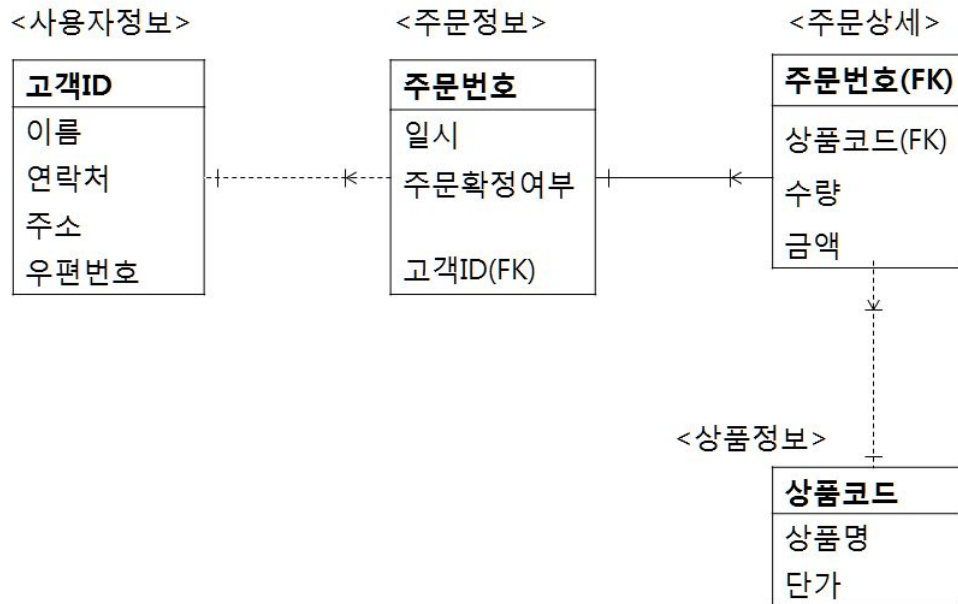 <사용자정보>
고객ID
이름
연락처
주소
우편번호
<주문정보>
주문번호
일시
주문확정여부
고객ID(FK)
<주문상세>
주문번호(FK)
상품코드(FK)
수량
금액
<상품정보>
상품코드
상품명
단가